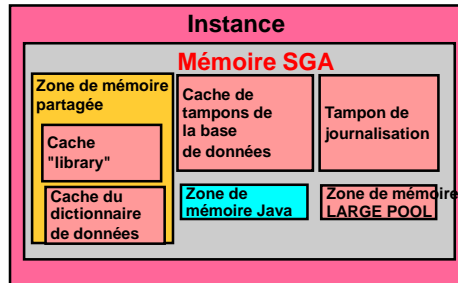 Instance
Mémoire SGA
Zone de mémoire
partagée
Cache
"library"
Cache du
dictionnaire
de données
Cache de
tampons de
la base
de données
Tampon de
journalisation
Zone de
mémoire Java
Zone de mémoire
LARGE POOL